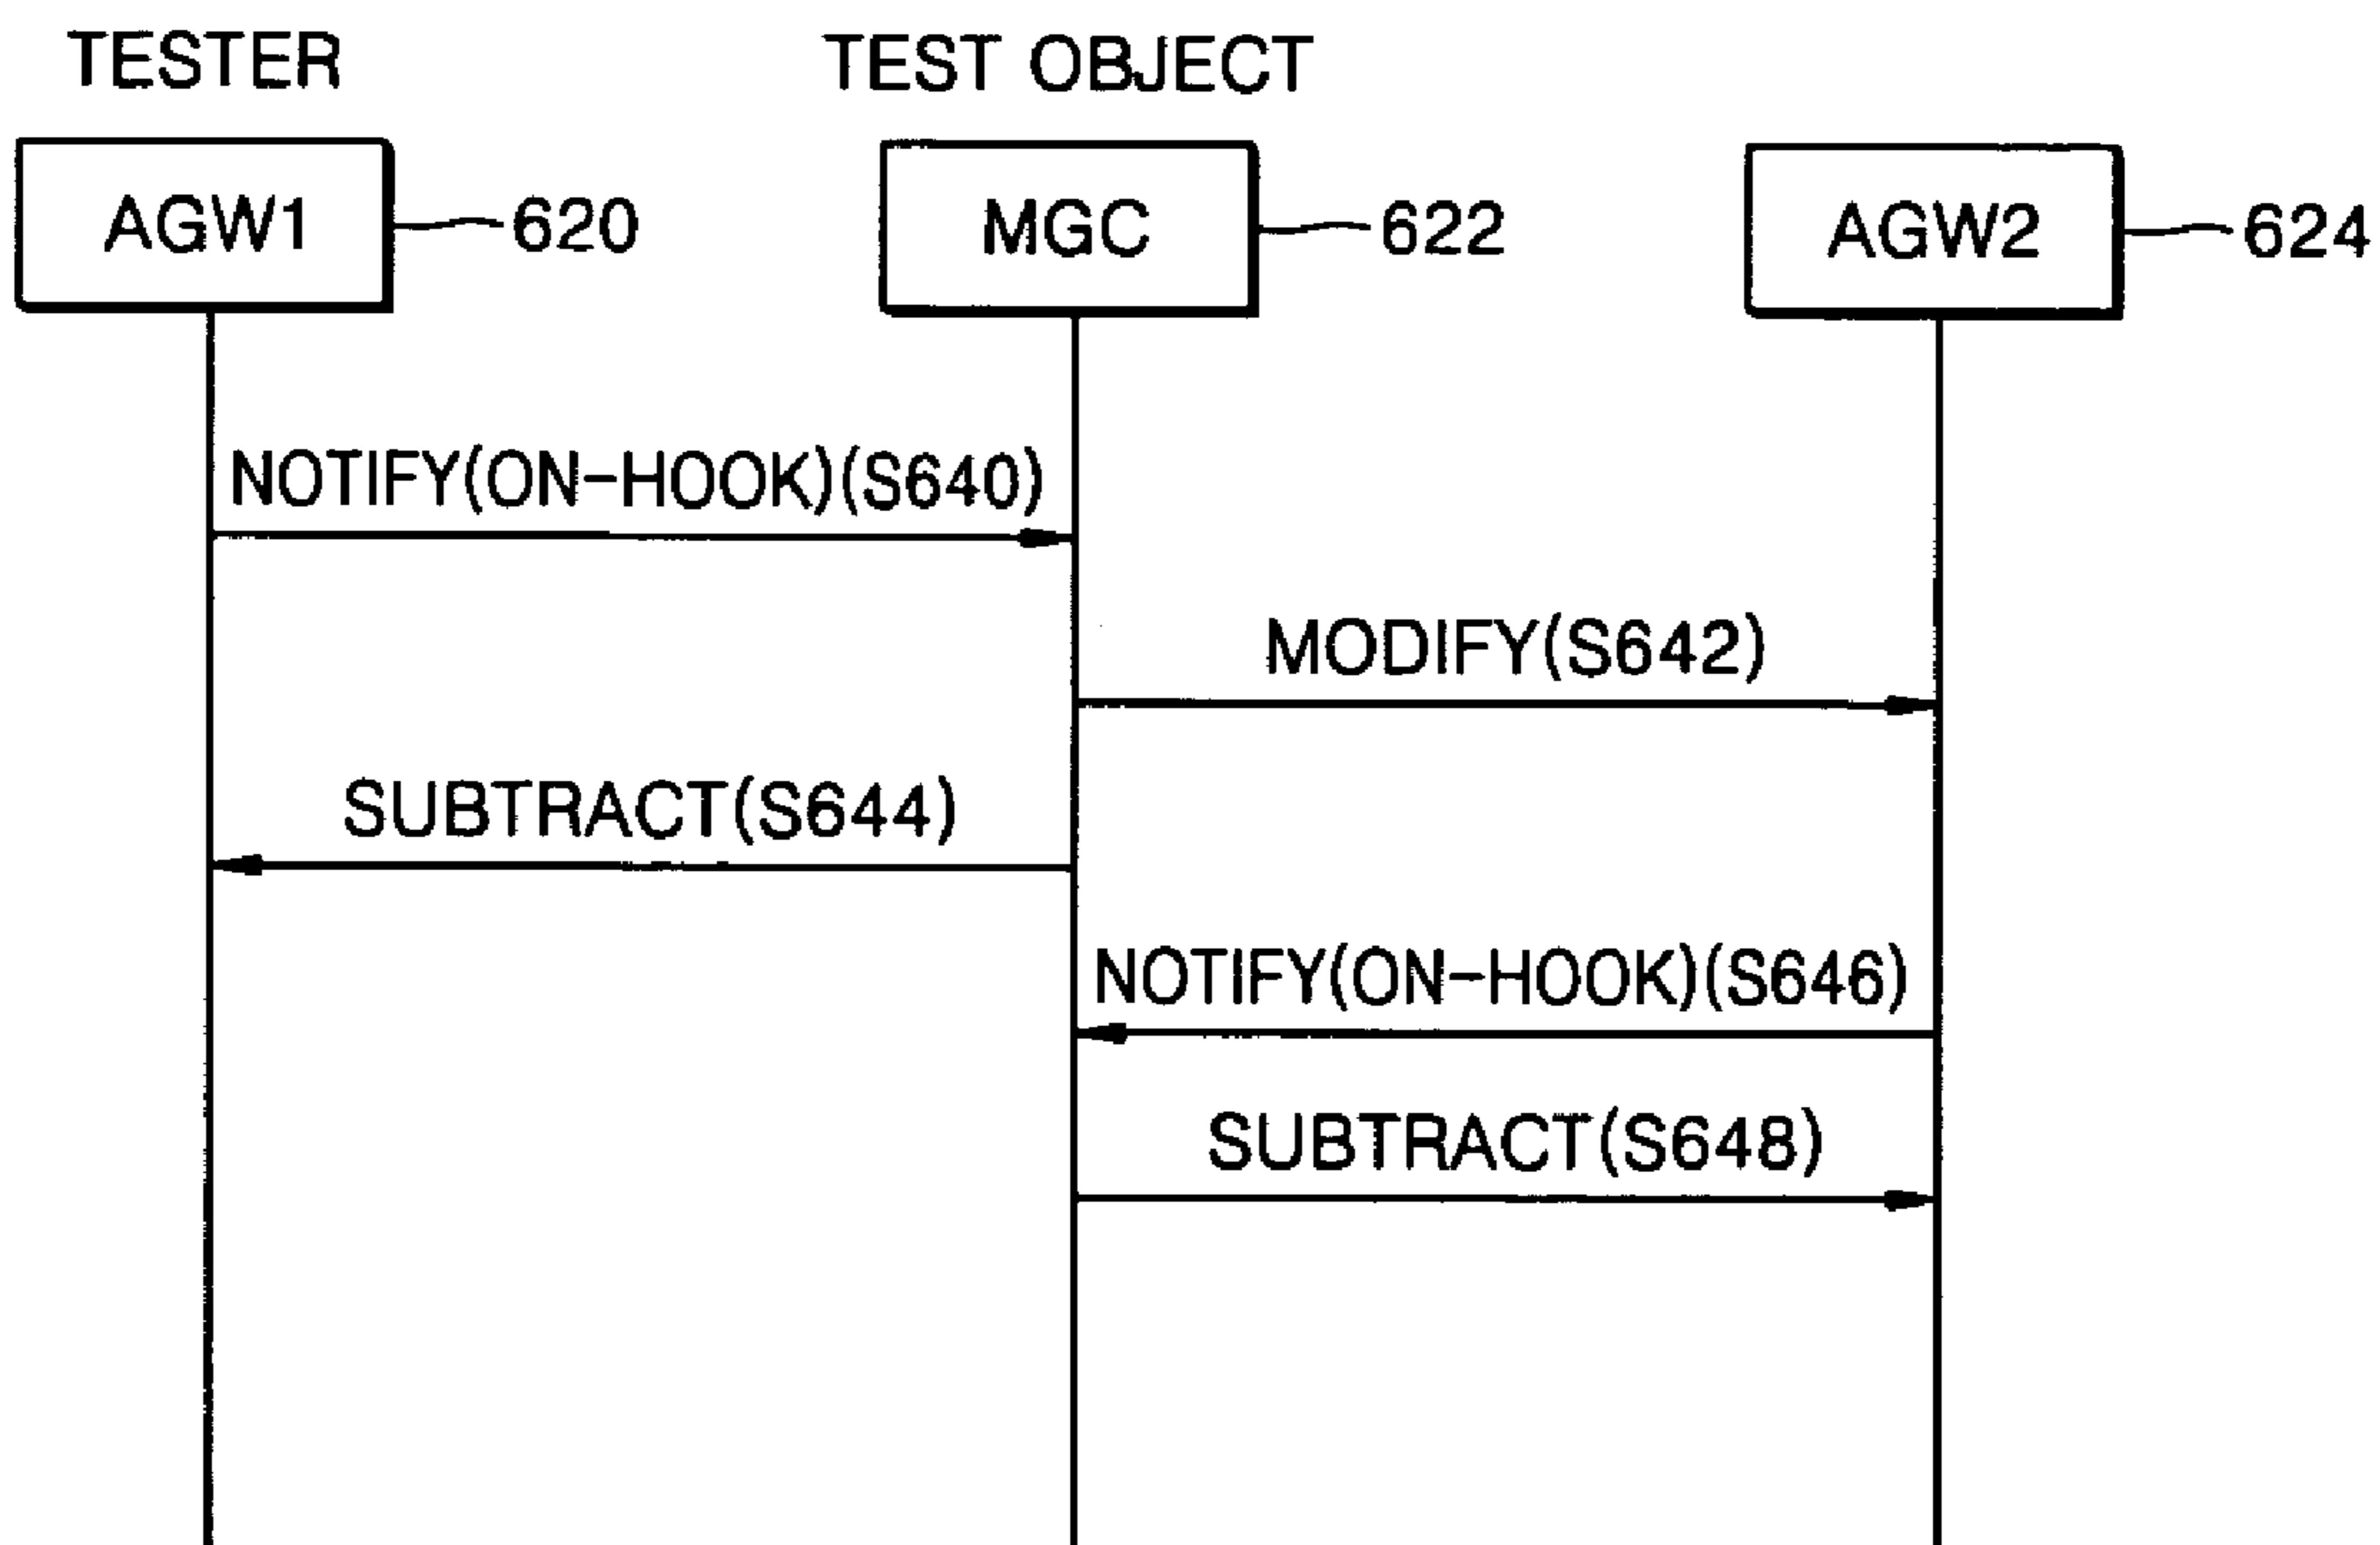 TESTER
TEST OBJECT
AGW1
620
MGC
622
AGW2
624
NOTIFY(ON-HOOK)(S640)
MODIFY(S642)
SUBTRACT(S644)
NOTIFY(ON-HOOK)(S646)
SUBTRACT(S648)